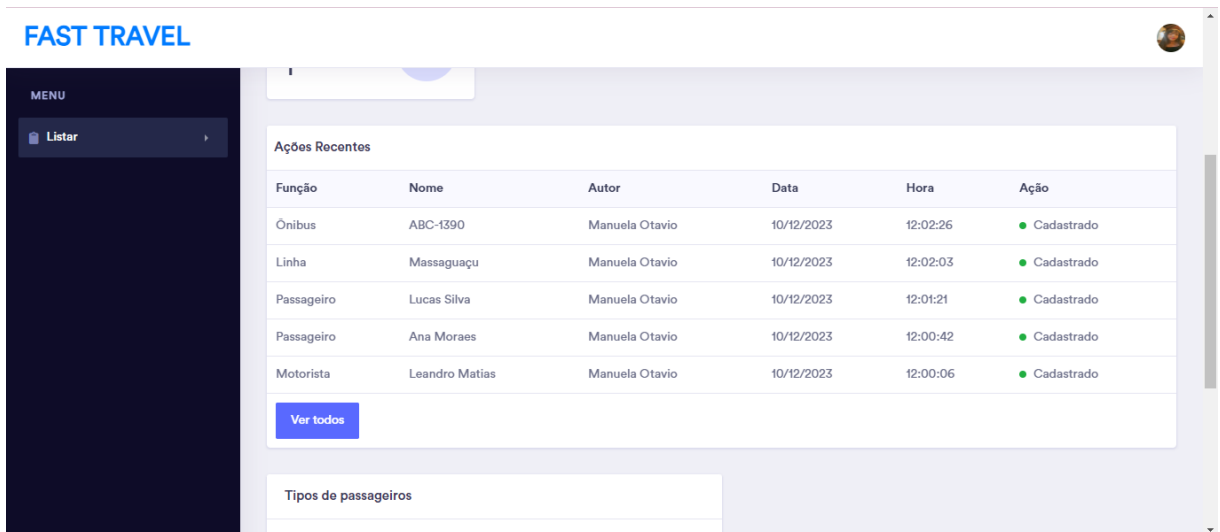 FAST TRAVEL
MENU
Listar
Ações Recentes
Função Nome Autor Data Hora Ação
Ônibus ABC-1390 Manuela Otavio 10/12/2023 12:02:26 Cadastrado
Linha Massaguaçu Manuela Otavio 10/12/2023 12:02:03 Cadastrado
Passageiro Lucas Silva Manuela Otavio 10/12/2023 12:01:21 Cadastrado
Passageiro Ana Moraes Manuela Otavio 10/12/2023 12:00:42 Cadastrado
Motorista Leandro Matias Manuela Otavio 10/12/2023 12:00:06 Cadastrado
Ver todos
Tipos de passageiros